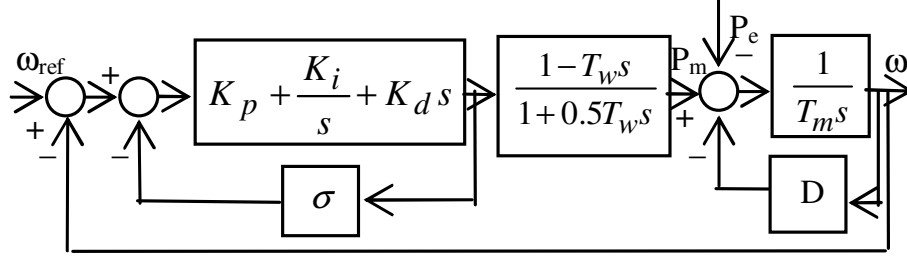 P_e
ω_ref
K_p + K_i/s + K_d s
(1 − T_w s)/(1 + 0.5T_w s)
P_m
1/(T_m s)
ω
+
−
+
−
+
−
−
σ
D